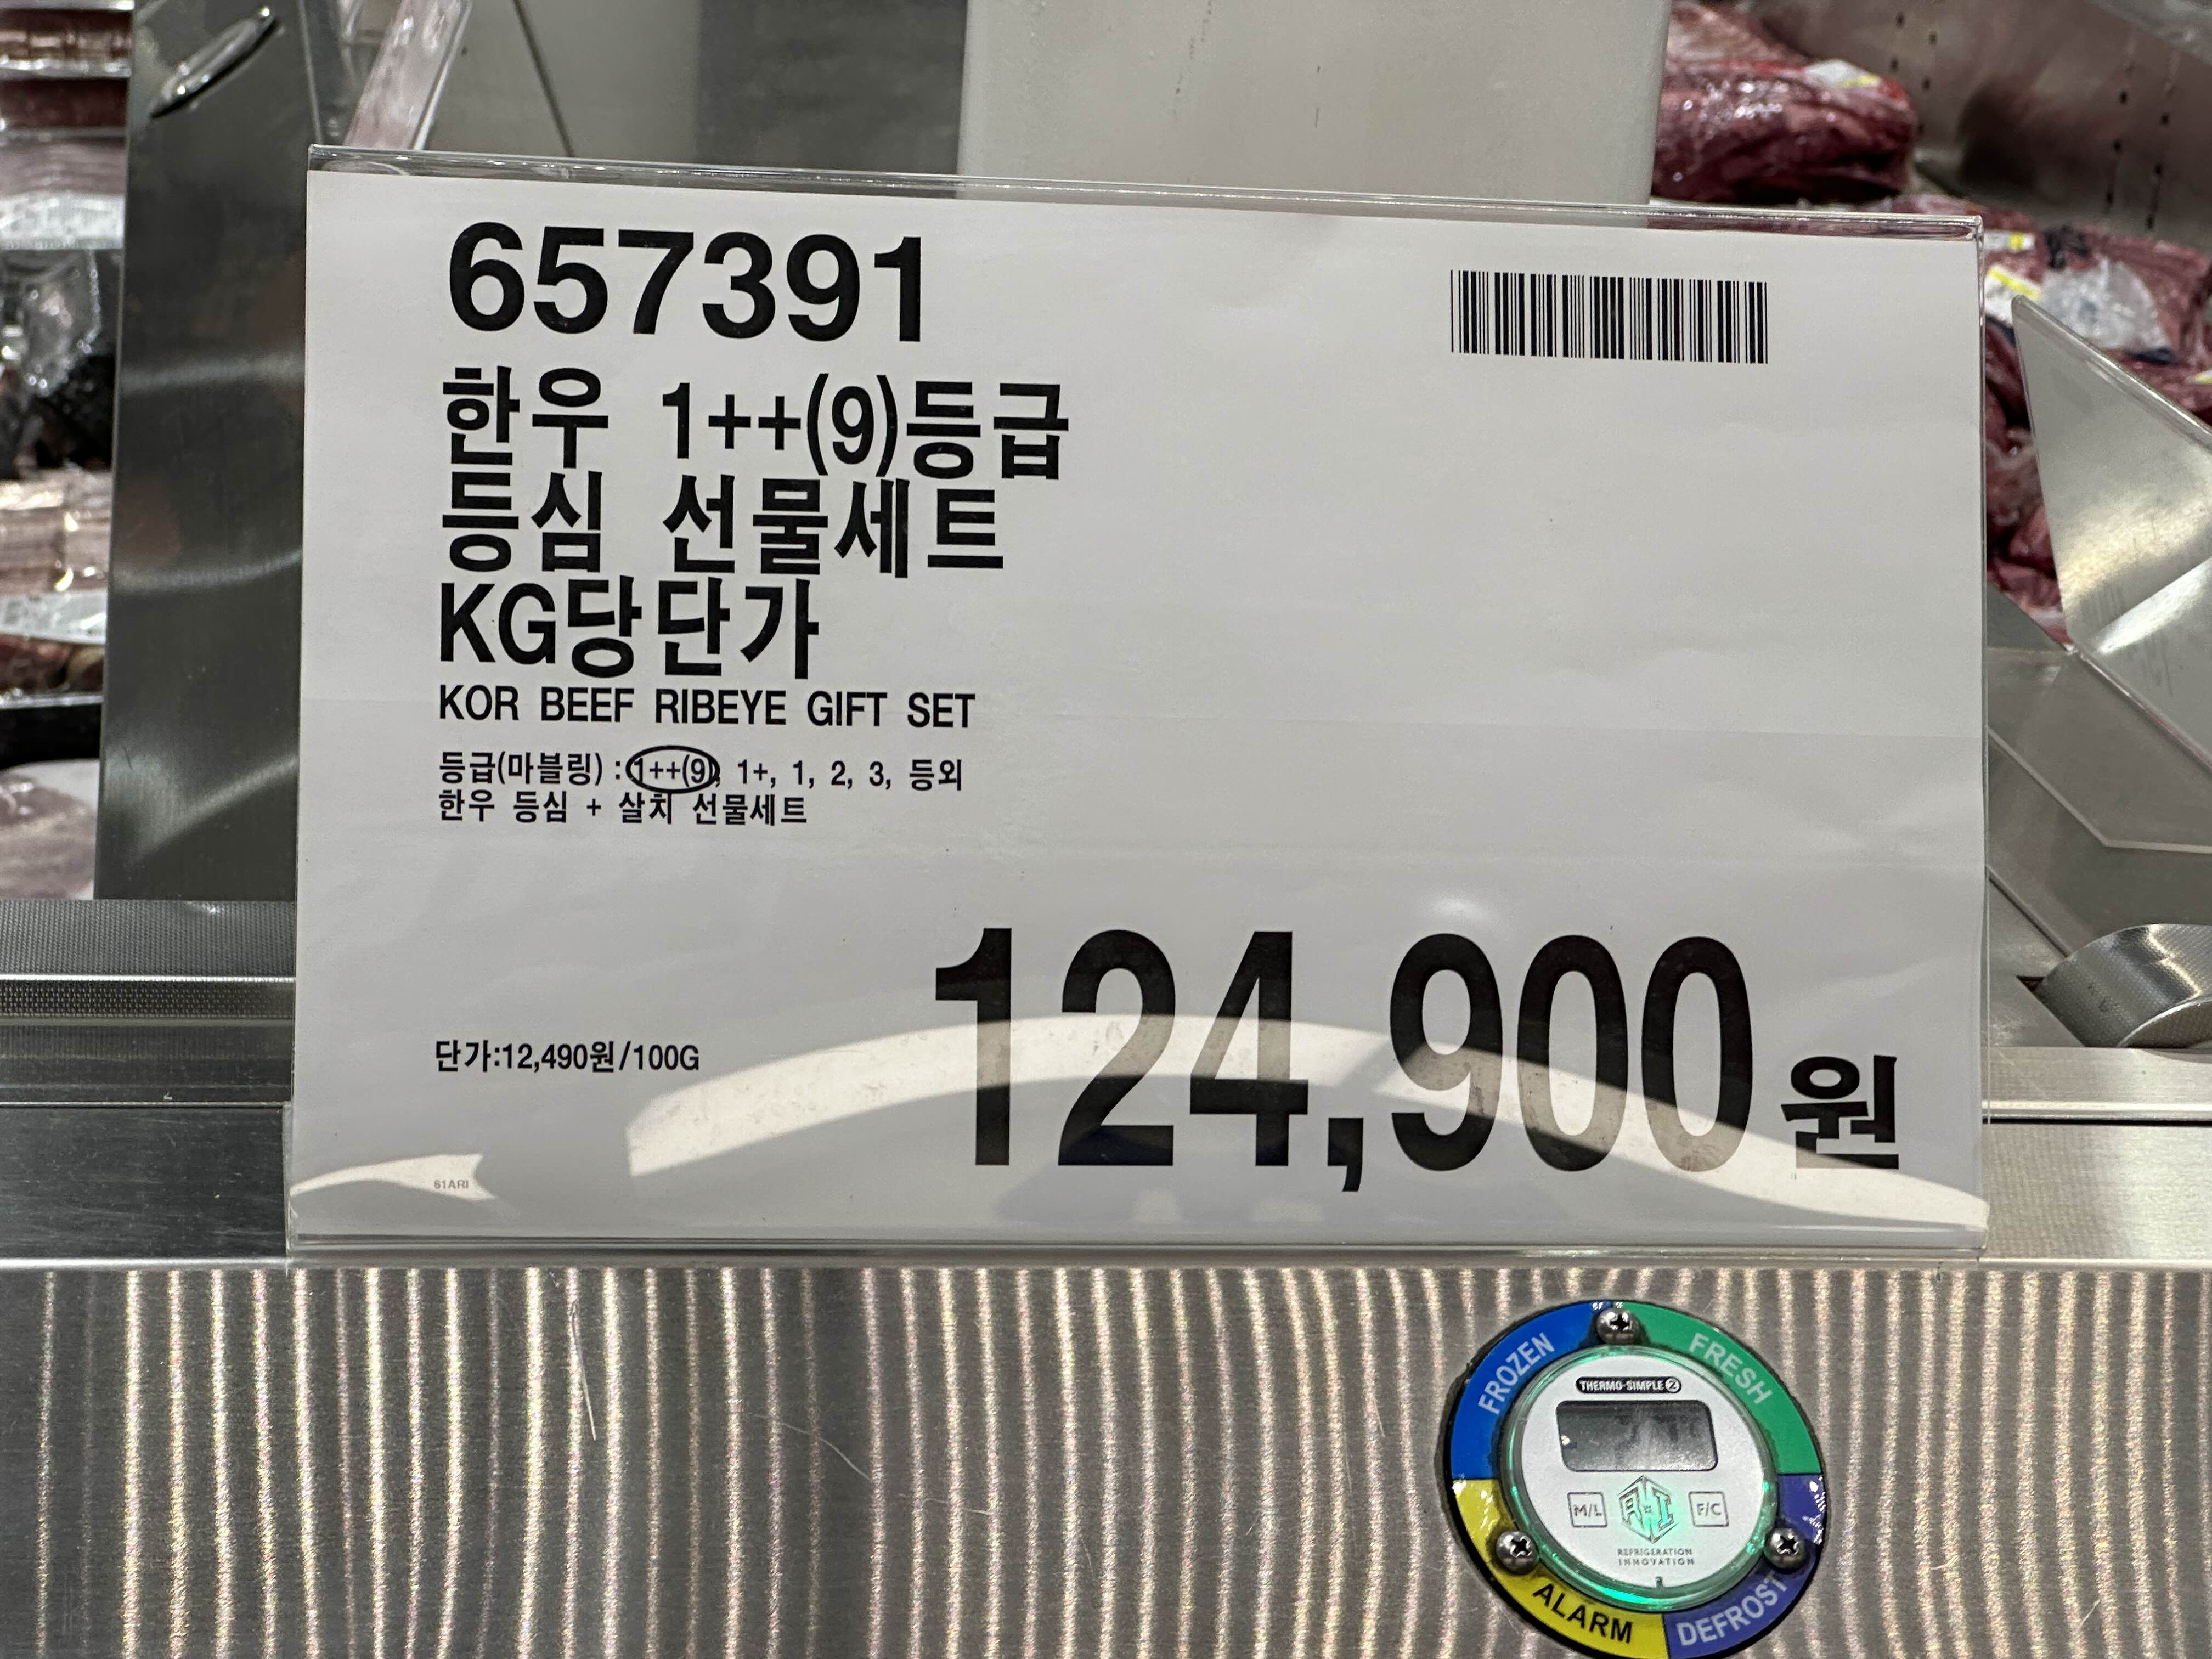 657391
한우 1++(9)등급
등심 선물세트
KG당단가
KOR BEEF RIBEYE GIFT SET
등급(마블링) : 1++(9), 1+, 1, 2, 3, 등외
한우 등심 + 살치 선물세트
124,900원
단가:12,490원/100G
61ARI
FROZEN
FRESH
THERMO-SIMPLE 2
M/L
F/C
REFRIGERATION
INNOVATION
ALARM
DEFROST